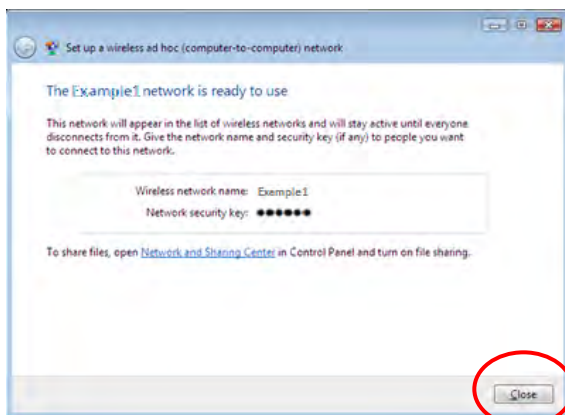 Set up a wireless ad hoc (computer-to-computer) network
The Example1 network is ready to use
This network will appear in the list of wireless networks and will stay active until everyone
disconnects from it. Give the network name and security key (if any) to people you want
to connect to this network.
Wireless network name: Exemple1
Network security key: ●●●●●●
To share files, open Network and Sharing Center in Control Panel and turn on file sharing.
Close